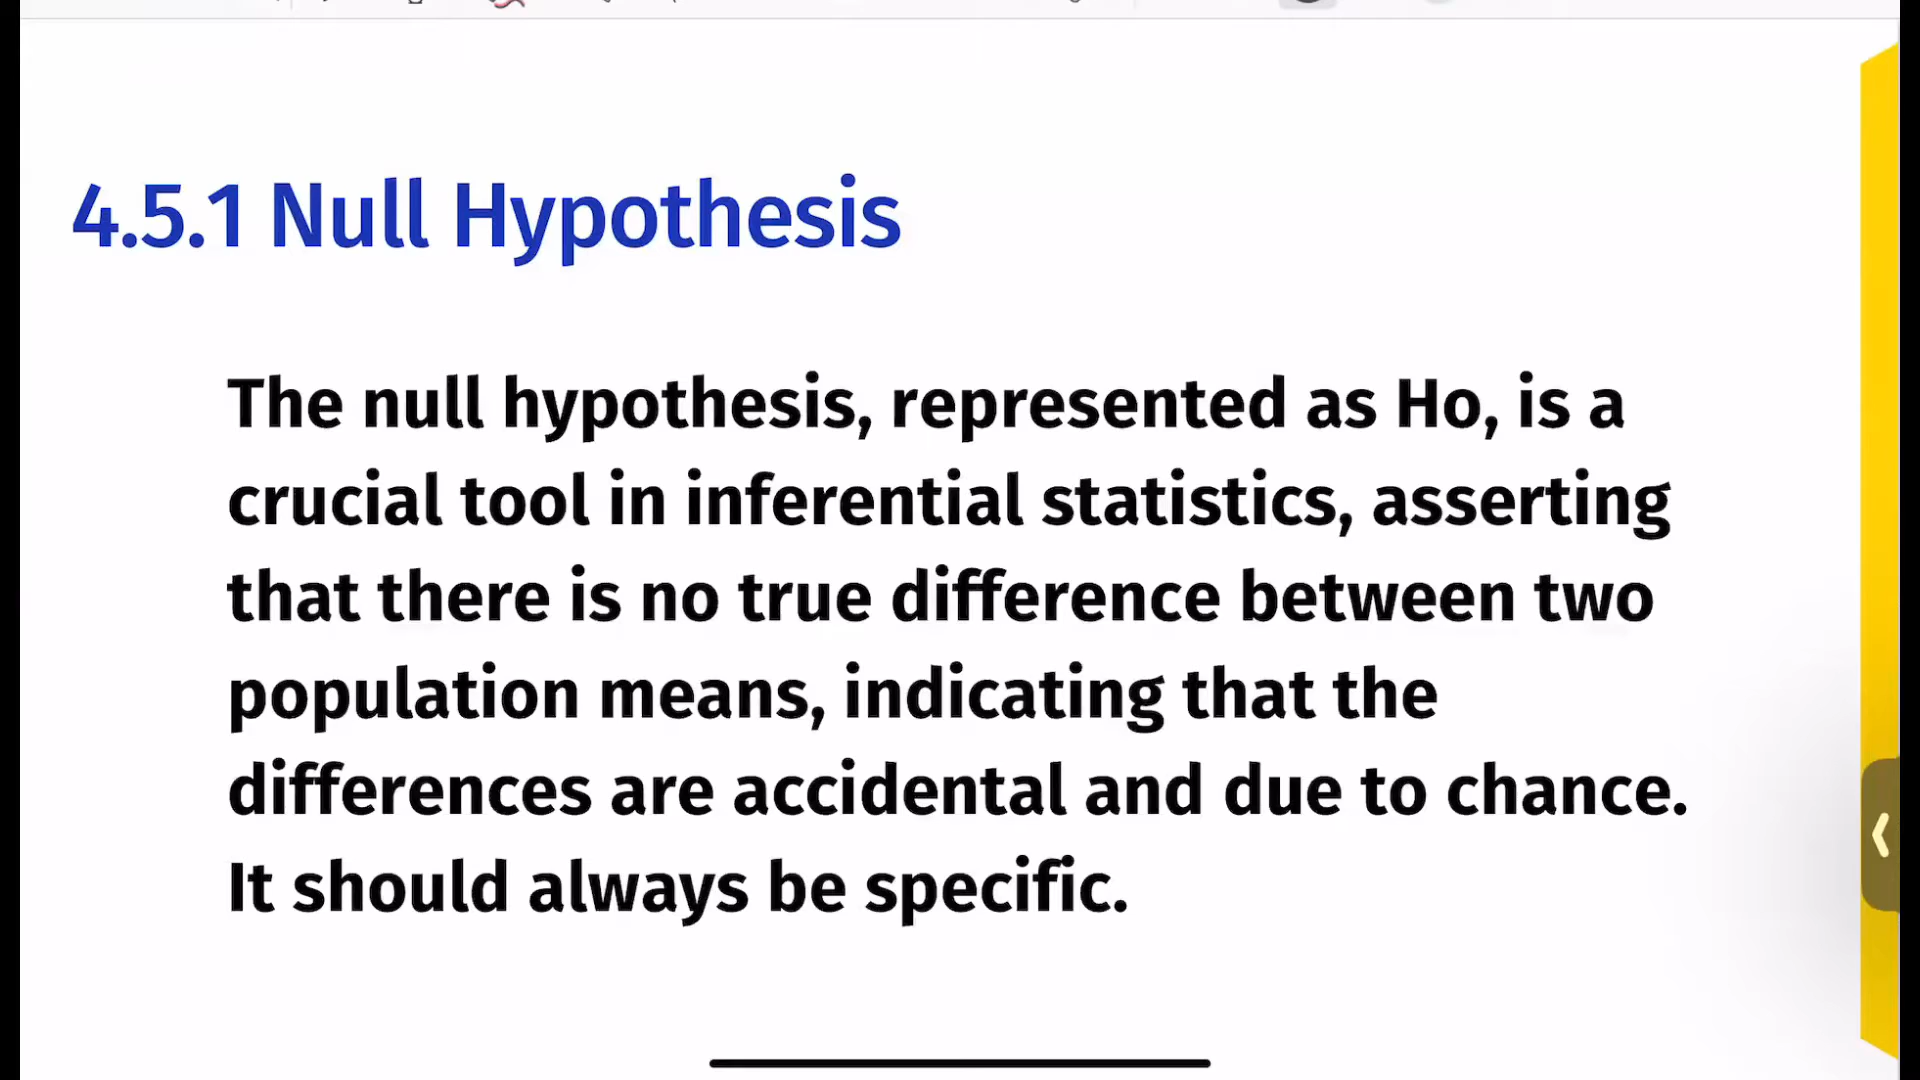 4.5.1 Null Hypothesis
The null hypothesis, represented as Ho, is a
crucial tool in inferential statistics, asserting
that there is no true difference between two
population means, indicating that the
differences are accidental and due to chance.
It should always be specific.